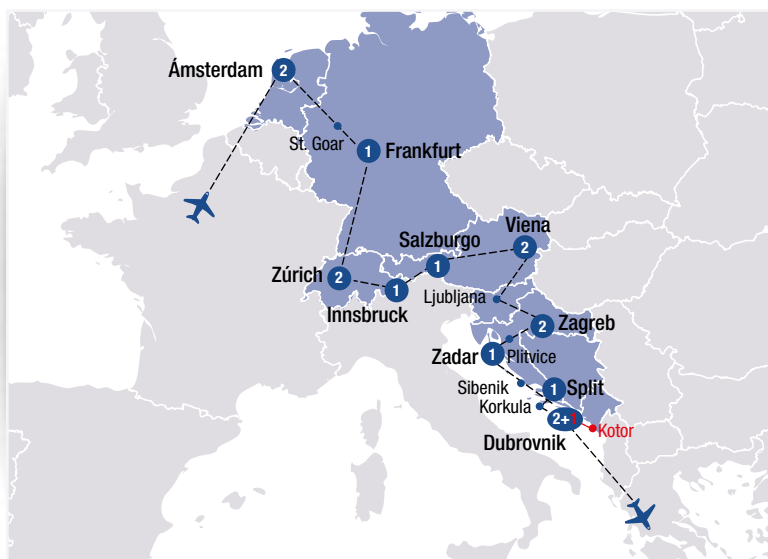 Ámsterdam 2
St. Goar
1 Frankfurt
Viena
2
Salzburgo
1
Zúrich 2
1
Innsbruck
Ljubljana
2 Zagreb
Zadar 1
Plitvice
Sibenik
1 Split
Korkula
2+1
Kotor
Dubrovnik